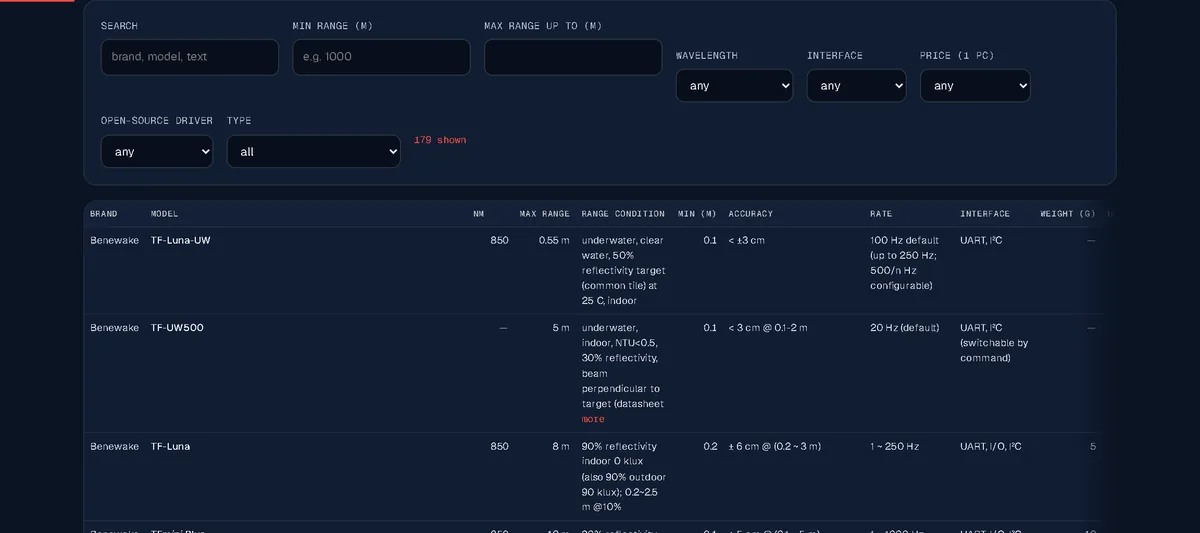 SEARCH
MIN RANGE (M)
MAX RANGE UP TO (M)
brand, model, text
e.g. 1000
WAVELENGTH
INTERFACE
PRICE (1 PC)
any
any
any
OPEN-SOURCE DRIVER
TYPE
any
all
179 shown
BRAND MODEL NM MAX RANGE RANGE CONDITION MIN (M) ACCURACY RATE INTERFACE WEIGHT (G)
Benewake TF-Luna-UW 850 0.55 m underwater, clear 0.1 < ±3 cm 100 Hz default UART, I²C —
water, 50% (up to 250 Hz;
reflectivity target 500/n Hz
(common tile) at configurable)
25 C, indoor
Benewake TF-UW500 — 5 m underwater, 0.1 < 3 cm @ 0.1-2 m 20 Hz (default) UART, I²C —
indoor, NTU<0.5, (switchable by
30% reflectivity, command)
beam
perpendicular to
target (datasheet
more
Benewake TF-Luna 850 8 m 90% reflectivity 0.2 ± 6 cm @ (0.2 ~ 3 m) 1 ~ 250 Hz UART, I/O, I²C 5
indoor 0 klux
(also 90% outdoor
90 klux); 0.2~2.5
m @10%